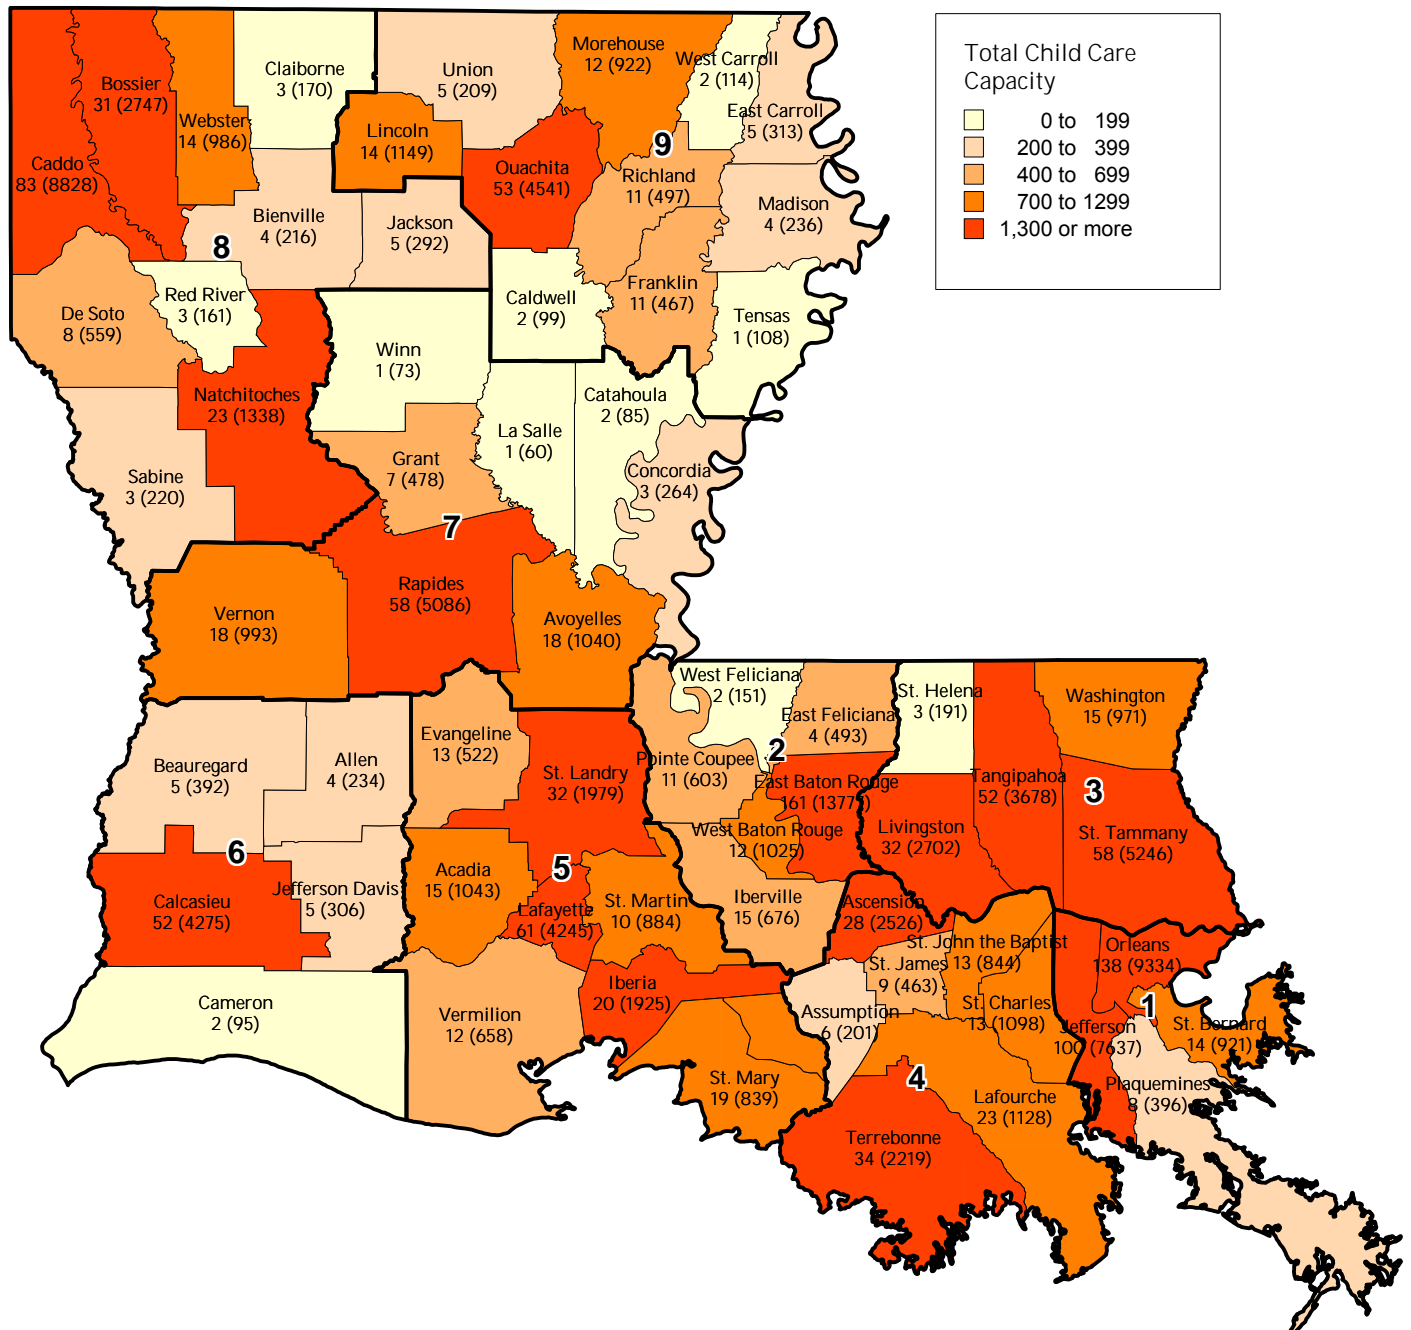 Total Child Care
Capacity
0 to 199
200 to 399
400 to 699
700 to 1299
1,300 or more
Caddo
83 (8828)
Bossier
31 (2747)
Webster
14 (986)
Claiborne
3 (170)
Union
5 (209)
Lincoln
14 (1149)
Morehouse
12 (922)
West Carroll
2 (114)
East Carroll
5 (313)
9
Ouachita
53 (4541)
Richland
11 (497)
Madison
4 (236)
Bienville
4 (216)
Jackson
5 (292)
8
De Soto
8 (559)
Red River
3 (161)
Caldwell
2 (99)
Franklin
11 (467)
Tensas
1 (108)
Winn
1 (73)
Natchitoches
23 (1338)
Catahoula
2 (85)
La Salle
1 (60)
Grant
7 (478)
Concordia
3 (264)
Sabine
3 (220)
7
Rapides
58 (5086)
Vernon
18 (993)
Avoyelles
18 (1040)
West Feliciana
2 (151)
East Feliciana
4 (493)
St. Helena
3 (191)
Washington
15 (971)
Evangeline
13 (522)
Allen
4 (234)
Beauregard
5 (392)
St. Landry
32 (1979)
Pointe Coupee
11 (603)
2
East Baton Rouge
161 (1377
Tangipahoa
52 (3678)
3
West Baton Rouge
12 (1025)
Livingston
32 (2702)
St. Tammany
58 (5246)
6
5
Acadia
15 (1043)
Jefferson Davis
5 (306)
Calcasieu
52 (4275)
Lafayette
61 (4245)
St. Martin
10 (884)
Iberville
15 (676)
Ascension
28 (2526)
St. John the Baptist
13 (844)
Orleans
138 (9334)
St. James
9 (463)
Iberia
20 (1925)
Cameron
2 (95)
Vermilion
12 (658)
Assumption
6 (201)
St. Charles
13 (1098)
1
Jefferson
100 (7637)
St. Bernard
14 (921)
4
St. Mary
19 (839)
Lafourche
23 (1128)
Plaquemines
8 (396)
Terrebonne
34 (2219)